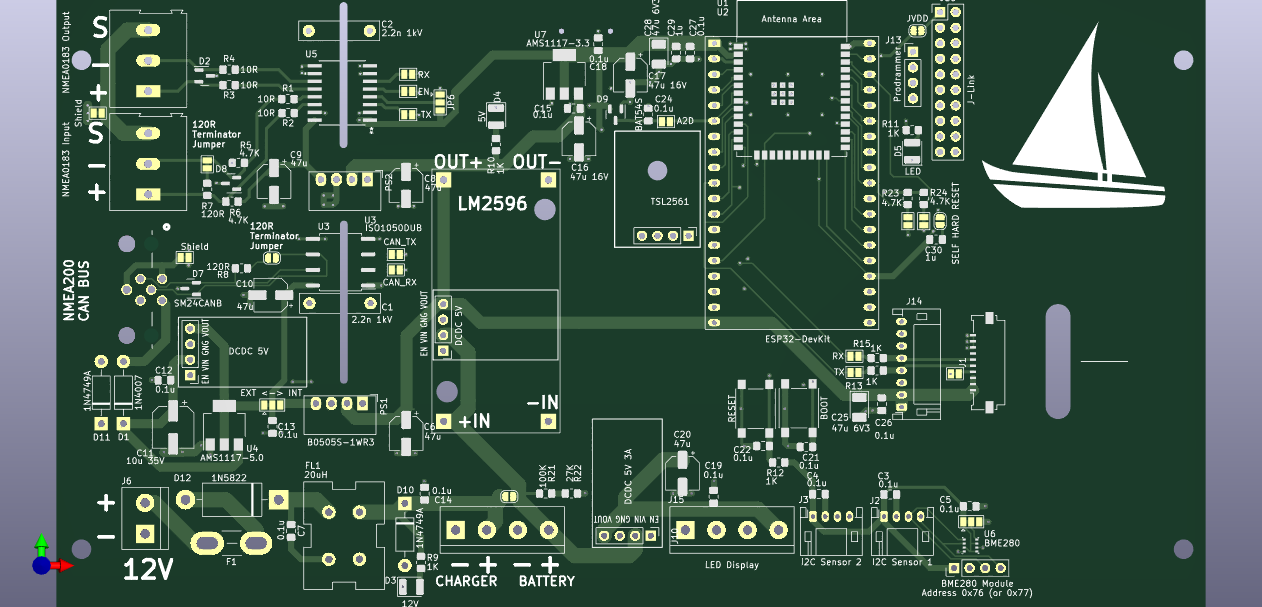 NMEA0183 Output
S
−
+
Shield
D2
R4
10R
10R
R3
R1
10R
10R
R2
C2
2.2n 1kV
U5
RX
EN
TX
JP6
D4
5V
R10
1K
U7
AMS1117-3.3
0.1u
C18
C15
0.1u
C17
47u 16V
C28
47u 6V3
C29
1u
C27
0.1u
D9
BAT54S
C24
0.1u
A2D
C16
47u 16V
U1
U2
Antenna Area
JVDD
J13
Programmer
J-Link
R11
1K
D5
LED
R23
4.7K
R24
4.7K
SELF HARD RESET
C30
1u
NMEA0183 Input
S
−
+
120R
Terminator
Jumper
D8
R5
4.7K
R7
120R
R6
4.7K
C9
47u
PS2
C8
47u
OUT+
OUT-
LM2596
TSL2561
NMEA200
CAN BUS
Shield
120R
Terminator
Jumper
120R
R8
D7
SM24CANB
C10
47u
U3
U3
ISO1050DUB
CAN_TX
CAN_RX
C1
2.2n 1kV
EN VIN GNG VOUT
DCDC 5V
EN VIN GNG VOUT
DCDC 5V
ESP32-DevKit
J14
J1
RX
TX
R15
1K
1K
R13
C25
47u 6V3
C26
0.1u
1N4749A
D11
1N4007
D1
C12
0.1u
EXT <-> INT
C13
0.1u
C11
10u 35V
U4
AMS1117-5.0
B0505S-1WR3
PS1
C6
47u
+IN
-IN
RESET
BOOT
C22
0.1u
C21
0.1u
R12
1K
J6
+
−
12V
D12
1N5822
F1
FL1
20uH
0.1u
C7
D10
1N4749A
C14
0.1u
R9
1K
D3
12V
100K
R21
27K
R22
− +
− +
CHARGER
BATTERY
DCDC 5V 3A
EN VIN GNG VOUT
C20
47u
C19
0.1u
J15
J10
LED Display
C4
0.1u
J3
I2C Sensor 2
C3
0.1u
J2
I2C Sensor 1
C5
0.1u
U6
BME280
BME280 Module
Address 0x76 (or 0x77)